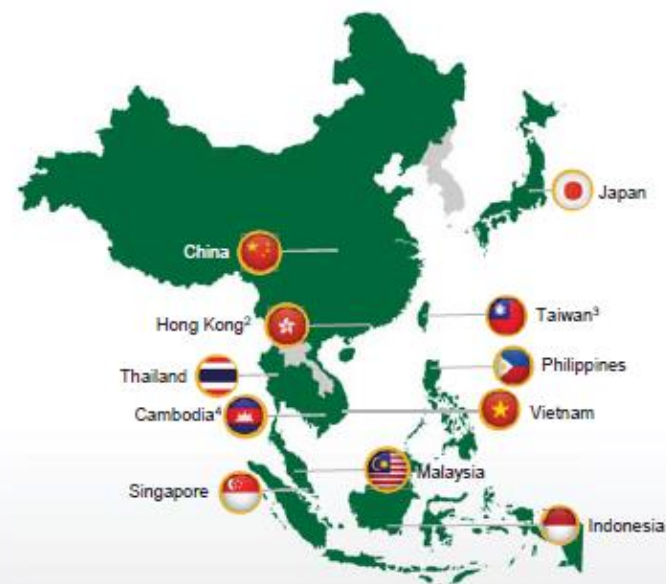 Japan
China
Hong Kong²
Taiwan³
Thailand
Philippines
Cambodia⁴
Vietnam
Malaysia
Singapore
Indonesia